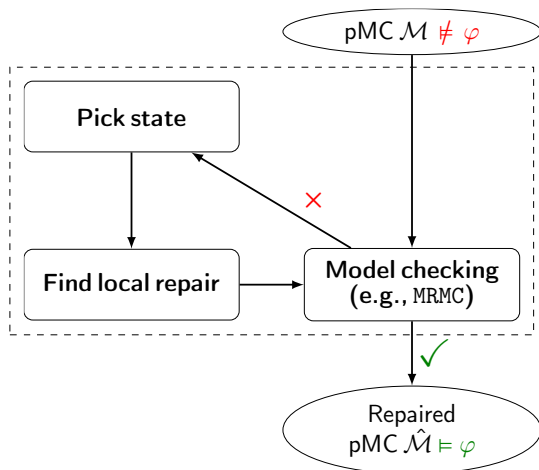 pMC ℳ ⊭ φ
Pick state
×
Find local repair
Model checking
(e.g., MRMC)
✓
Repaired
pMC ℳ̂ ⊨ φ